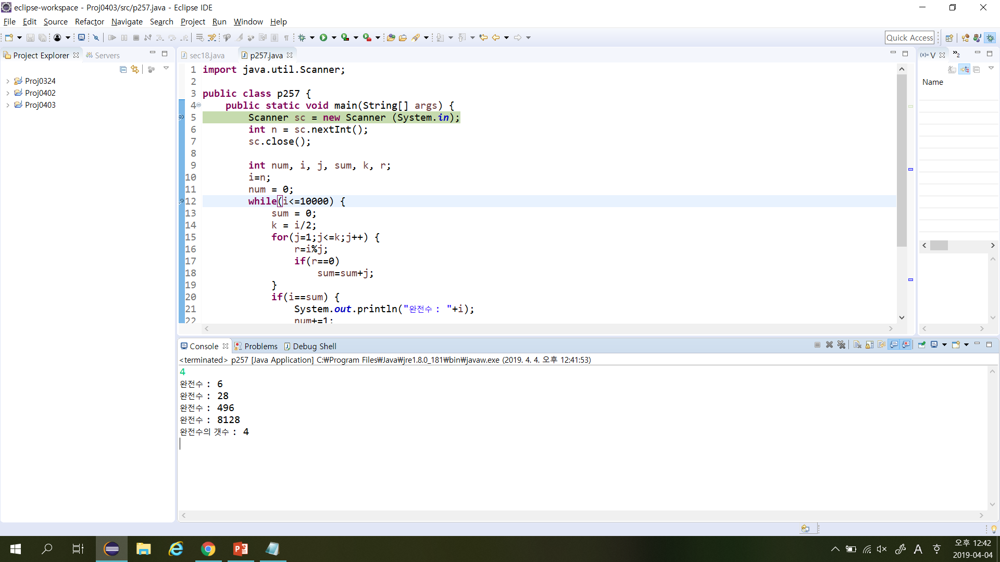 eclipse-workspace - Proj0403/src/p257.java - Eclipse IDE
File Edit Source Refactor Navigate Search Project Run Window Help
Quick Access
Project Explorer Servers
sec18.java p257.java
(x)= V »2
Proj0324
Proj0402
Proj0403
Name
1 import java.util.Scanner;
2
3 public class p257 {
4 public static void main(String[] args) {
5 Scanner sc = new Scanner (System.in);
6 int n = sc.nextInt();
7 sc.close();
8
9 int num, i, j, sum, k, r;
10 i=n;
11 num = 0;
12 while(i<=10000) {
13 sum = 0;
14 k = i/2;
15 for(j=1;j<=k;j++) {
16 r=i%j;
17 if(r==0)
18 sum=sum+j;
19 }
20 if(i==sum) {
21 System.out.println("완전수 : "+i);
22 num+=1;
Console Problems Debug Shell
<terminated> p257 [Java Application] C:₩Program Files₩Java₩jre1.8.0_181₩bin₩javaw.exe (2019. 4. 4. 오후 12:41:53)
4
완전수 : 6
완전수 : 28
완전수 : 496
완전수 : 8128
완전수의 갯수 : 4
A
오후 12:42
2019-04-04